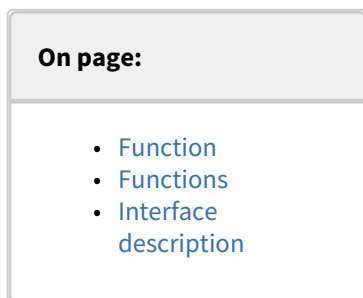 On page:
• Function
• Functions
• Interface
description